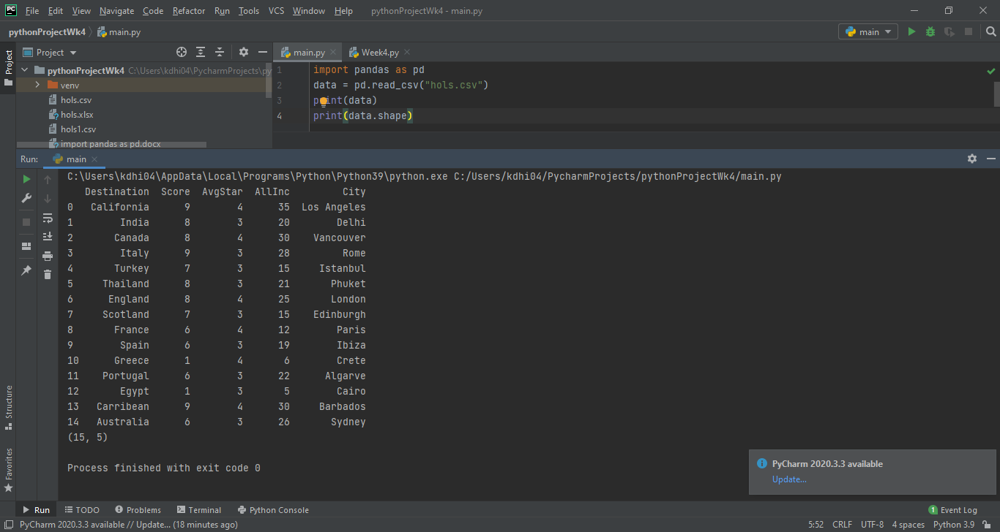 PC File Edit View Navigate Code Refactor Run Tools VCS Window Help pythonProjectWk4 - main.py
pythonProjectWk4 main.py main
Project main.py Week4.py
Project
pythonProjectWk4 C:\Users\kdhi04\PycharmProjects\py
venv
hols.csv
hols.xlsx
hols1.csv
import pandas as pd.docx
1 import pandas as pd
2 data = pd.read_csv("hols.csv")
3 print(data)
4 print(data.shape)
Run: main
C:\Users\kdhi04\AppData\Local\Programs\Python\Python39\python.exe C:/Users/kdhi04/PycharmProjects/pythonProjectWk4/main.py
Destination Score AvgStar AllInc City
0 California 9 4 35 Los Angeles
1 India 8 3 20 Delhi
2 Canada 8 4 30 Vancouver
3 Italy 9 3 28 Rome
4 Turkey 7 3 15 Istanbul
5 Thailand 8 3 21 Phuket
6 England 8 4 25 London
7 Scotland 7 3 15 Edinburgh
8 France 6 4 12 Paris
9 Spain 6 3 19 Ibiza
10 Greece 1 4 6 Crete
11 Portugal 6 3 22 Algarve
12 Egypt 1 3 5 Cairo
13 Carribean 9 4 30 Barbados
14 Australia 6 3 26 Sydney
(15, 5)
Process finished with exit code 0
Structure
Favorites
PyCharm 2020.3.3 available
Update...
Run TODO Problems Terminal Python Console 1 Event Log
PyCharm 2020.3.3 available // Update... (18 minutes ago) 5:52 CRLF UTF-8 4 spaces Python 3.9